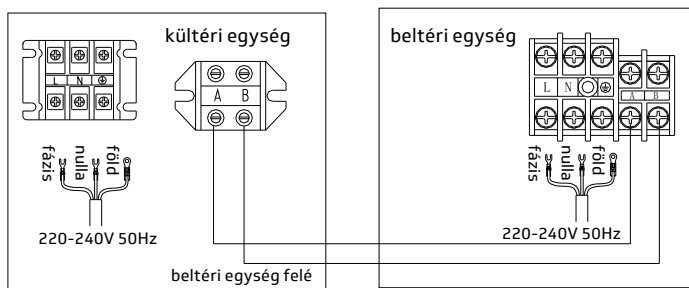 kültéri egység
L N
A B
fázis
nulla
föld
220-240V 50Hz
beltéri egység felé
beltéri egység
L N
A B
fázis
nulla
föld
220-240V 50Hz